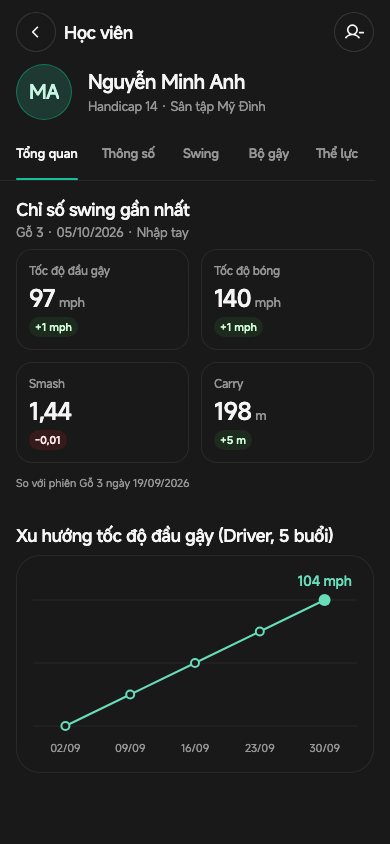 Học viên
MA
Nguyễn Minh Anh
Handicap 14 · Sân tập Mỹ Đình
Tổng quan Thông số Swing Bộ gậy Thể lực
Chỉ số swing gần nhất
Gỗ 3 · 05/10/2026 · Nhập tay
Tốc độ đầu gậy
97 mph
+1 mph
Tốc độ bóng
140 mph
+1 mph
Smash
1,44
-0,01
Carry
198 m
+5 m
So với phiên Gỗ 3 ngày 19/09/2026
Xu hướng tốc độ đầu gậy (Driver, 5 buổi)
104 mph
02/09 09/09 16/09 23/09 30/09